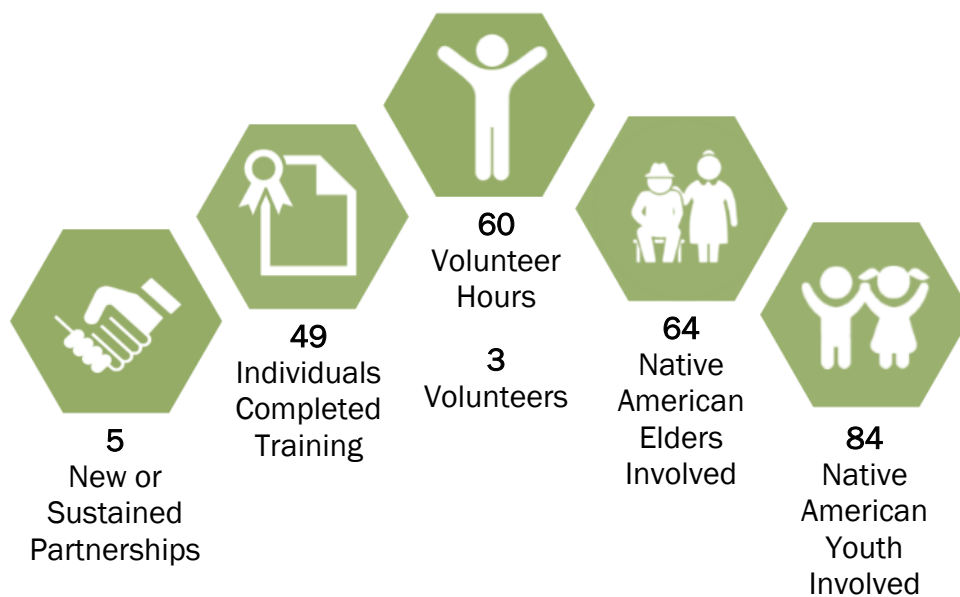 5
New or
Sustained
Partnerships
49
Individuals
Completed
Training
60
Volunteer
Hours
3
Volunteers
64
Native
American
Elders
Involved
84
Native
American
Youth
Involved